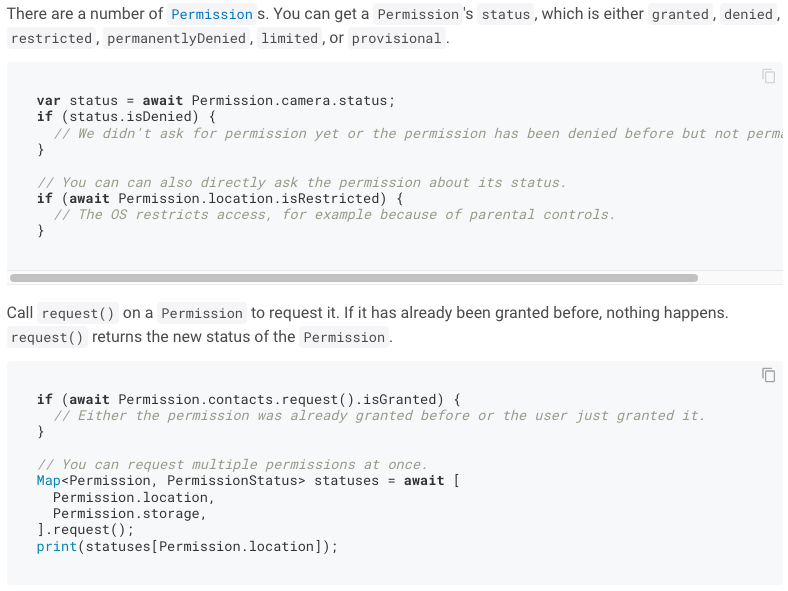 There are a number of Permission s. You can get a Permission 's status , which is either granted , denied ,
restricted , permanentlyDenied , limited , or provisional .
var status = await Permission.camera.status;
if (status.isDenied) {
  // We didn't ask for permission yet or the permission has been denied before but not perma
}
// You can can also directly ask the permission about its status.
if (await Permission.location.isRestricted) {
  // The OS restricts access, for example because of parental controls.
}
Call request() on a Permission to request it. If it has already been granted before, nothing happens.
request() returns the new status of the Permission .
if (await Permission.contacts.request().isGranted) {
  // Either the permission was already granted before or the user just granted it.
}
// You can request multiple permissions at once.
Map<Permission, PermissionStatus> statuses = await [
  Permission.location,
  Permission.storage,
].request();
print(statuses[Permission.location]);